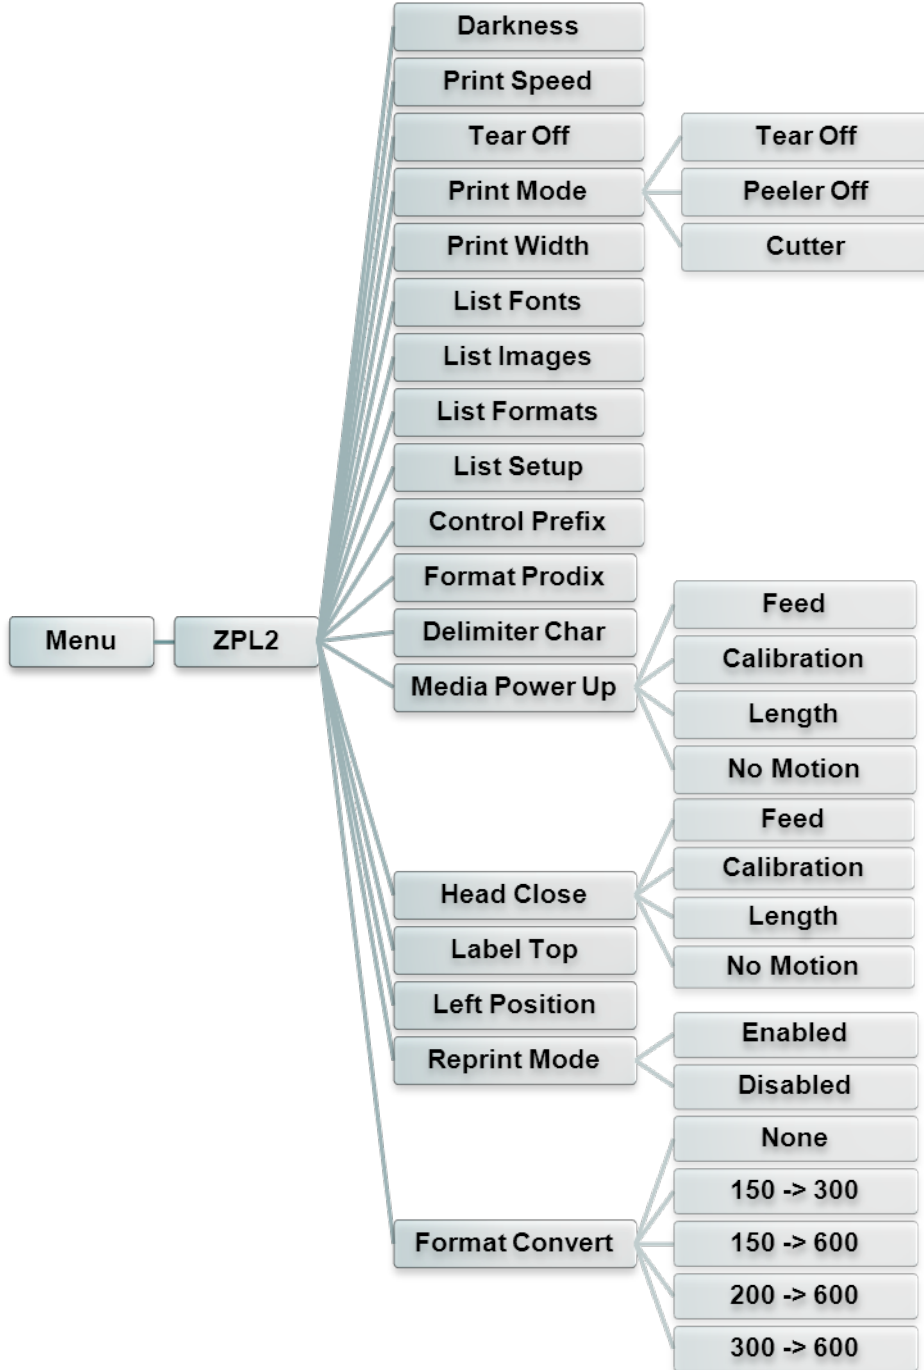 Menu
ZPL2
Darkness
Print Speed
Tear Off
Print Mode
Tear Off
Peeler Off
Cutter
Print Width
List Fonts
List Images
List Formats
List Setup
Control Prefix
Format Prodix
Delimiter Char
Media Power Up
Feed
Calibration
Length
No Motion
Head Close
Feed
Calibration
Length
No Motion
Label Top
Left Position
Reprint Mode
Enabled
Disabled
Format Convert
None
150 -> 300
150 -> 600
200 -> 600
300 -> 600